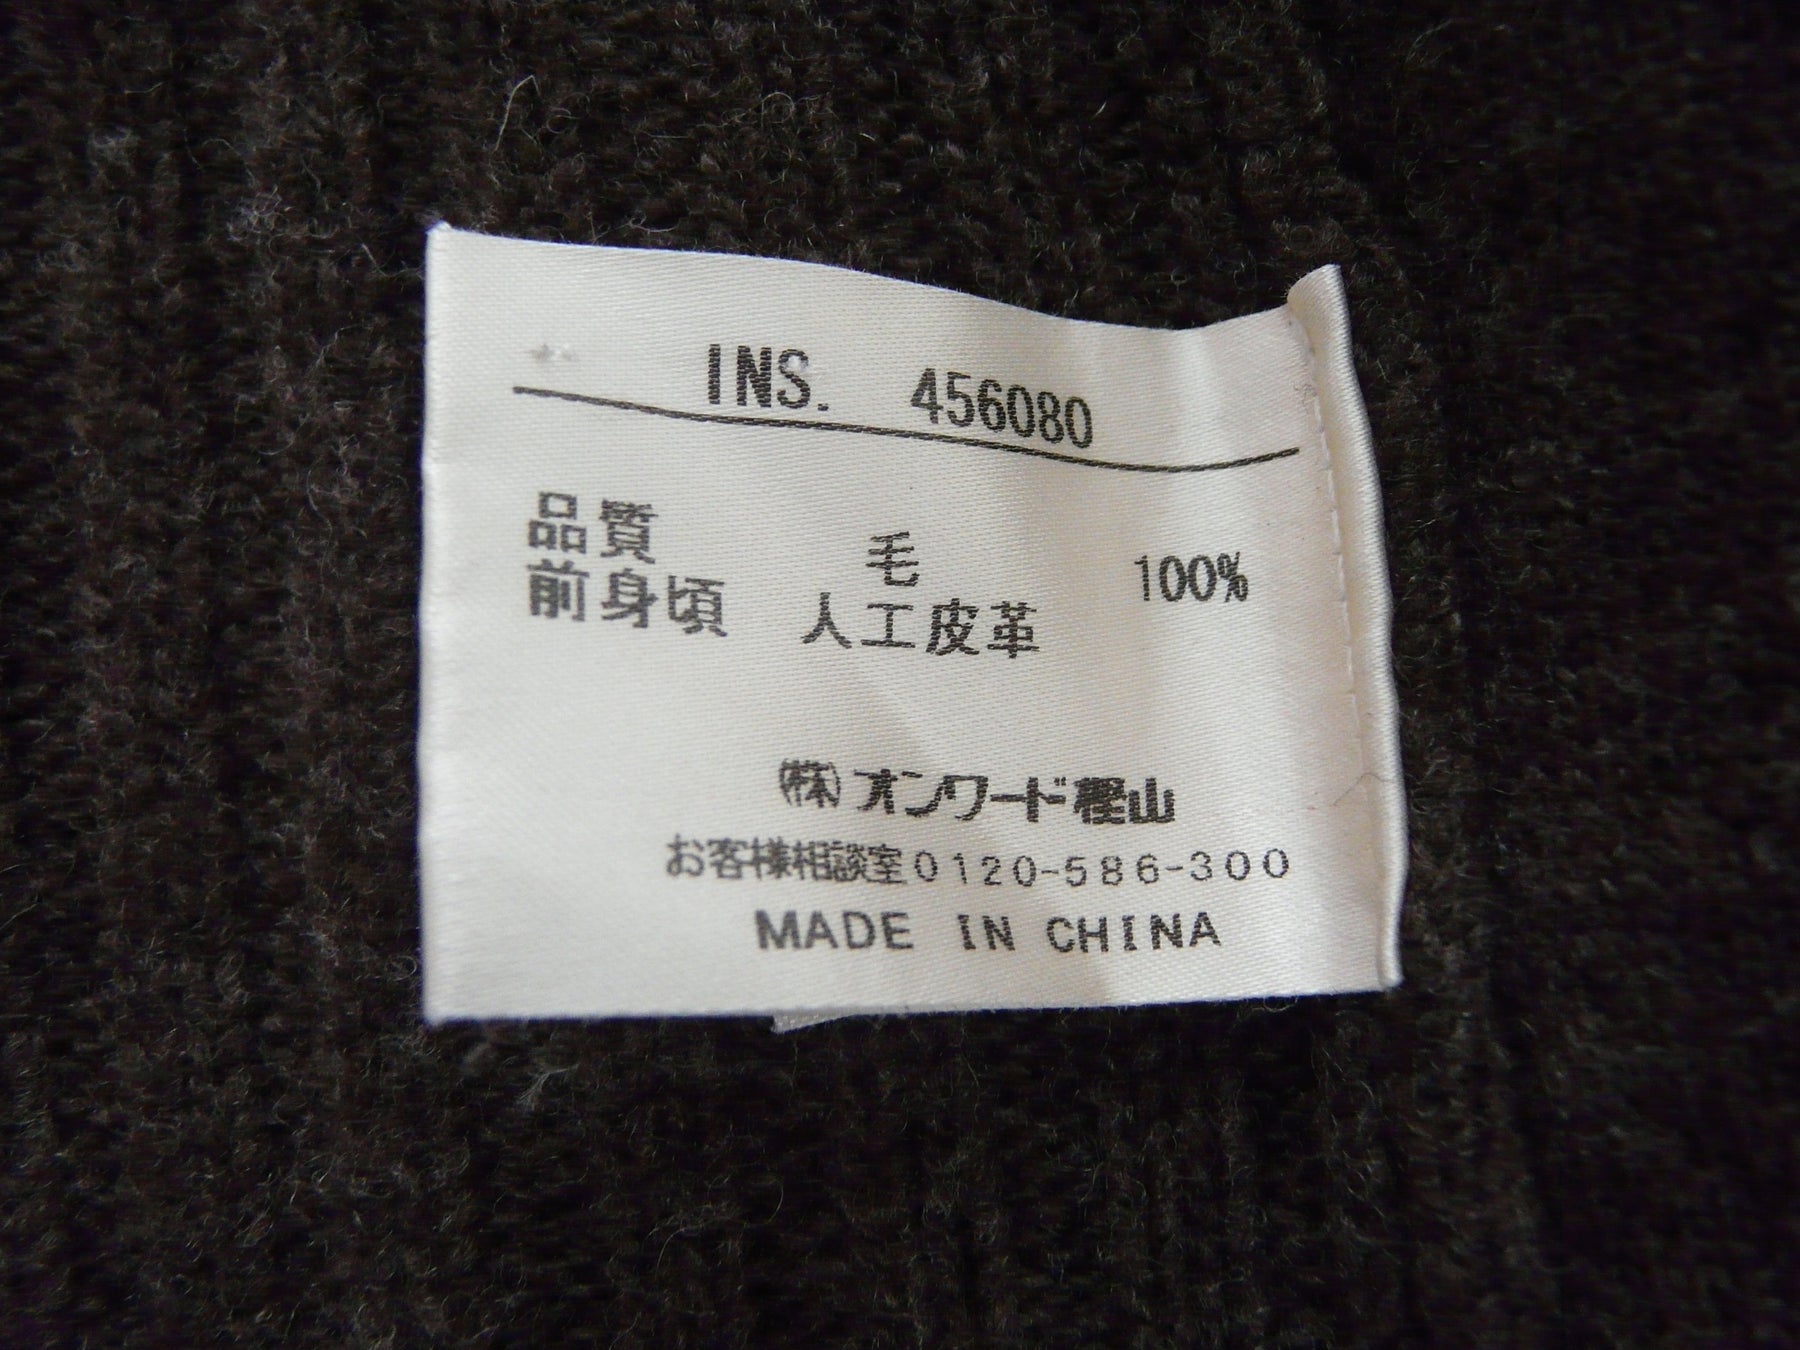 INS. 456080
品質 毛 100%
前身頃 人工皮革
㈱オンワード樫山
お客様相談室0120-586-300
MADE IN CHINA